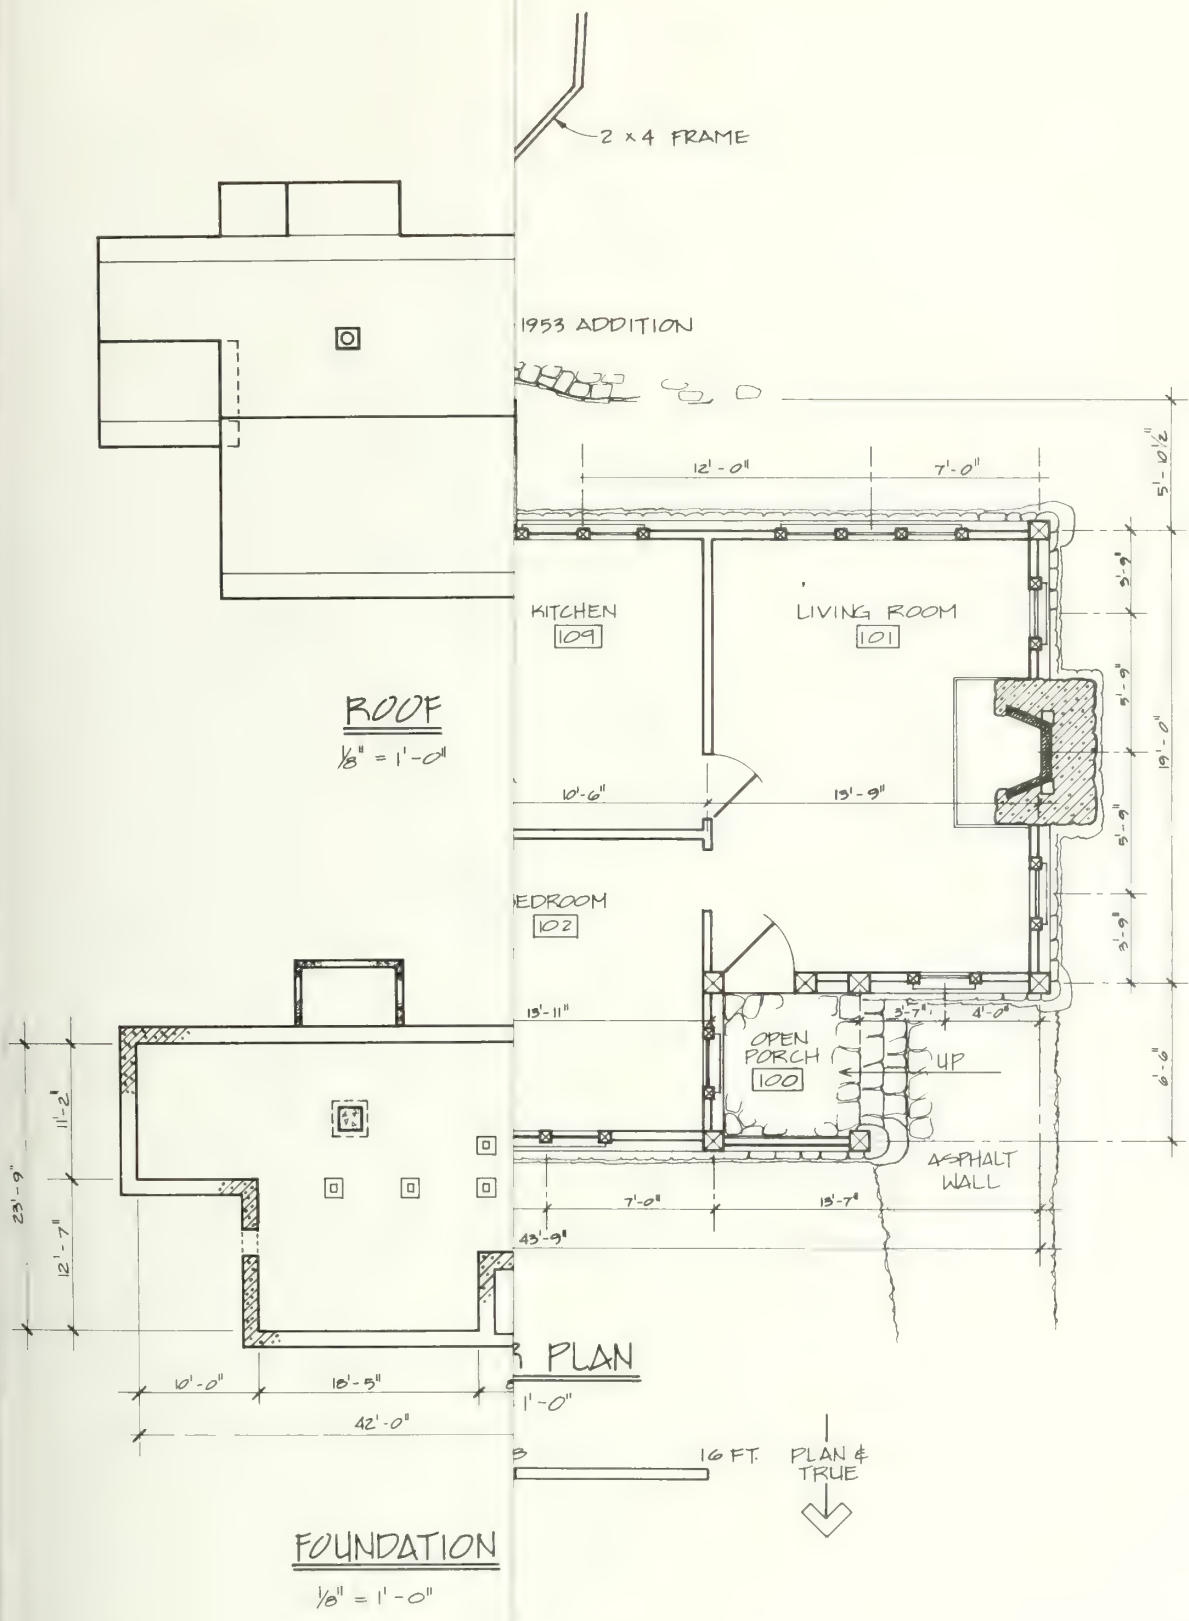 2 x 4 FRAME
1953 ADDITION
5'-10½"
12'-0"
7'-0"
3'-9"
KITCHEN
109
LIVING ROOM
101
5'-9"
ROOF
⅛" = 1'-0"
19'-0"
10'-6"
13'-9"
5'-9"
EDROOM
102
3'-9"
13'-11"
3'-7"
4'-0"
OPEN
PORCH
100
UP
6'-6"
11'-2"
23'-9"
12'-7"
ASPHALT
WALL
7'-0"
13'-7"
43'-9"
R PLAN
10'-0"
18'-5"
1'-0"
42'-0"
16 FT.
PLAN &
TRUE
FOUNDATION
⅛" = 1'-0"